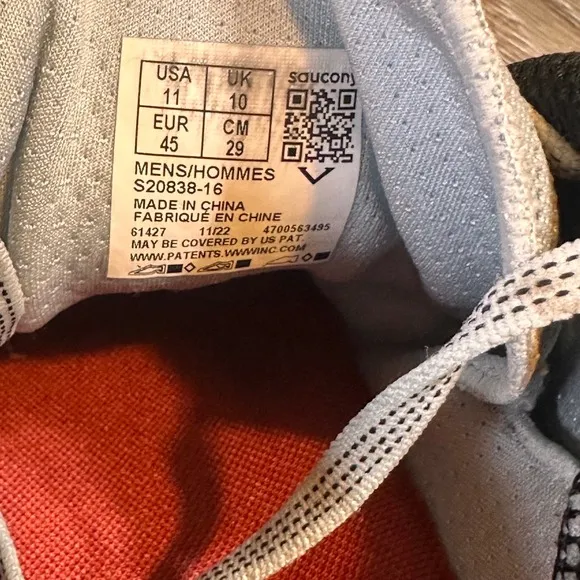 USA UK saucony
11 10
EUR CM
45 29
MENS/HOMMES
S20838-16
MADE IN CHINA
FABRIQUÉ EN CHINE
61427 11/22 4700563495
MAY BE COVERED BY US PAT.
WWW.PATENTS.WWWINC.COM